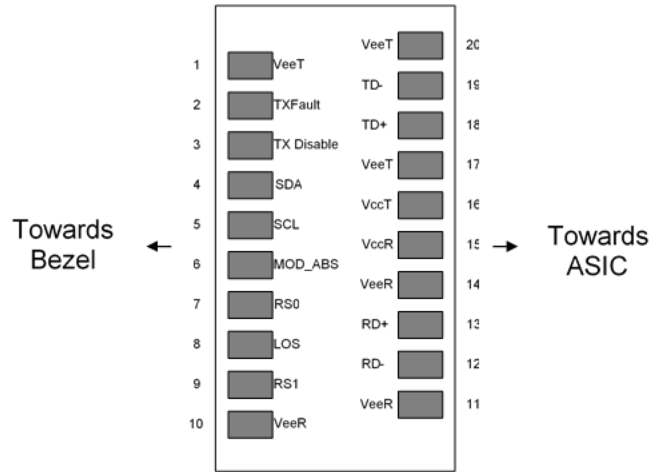 VeeT 20
1 VeeT
TD- 19
2 TXFault
TD+ 18
3 TX Disable
VeeT 17
4 SDA
VccT 16
5 SCL
Towards
Bezel
VccR 15
Towards
ASIC
6 MOD_ABS
VeeR 14
7 RS0
RD+ 13
8 LOS
RD- 12
9 RS1
VeeR 11
10 VeeR